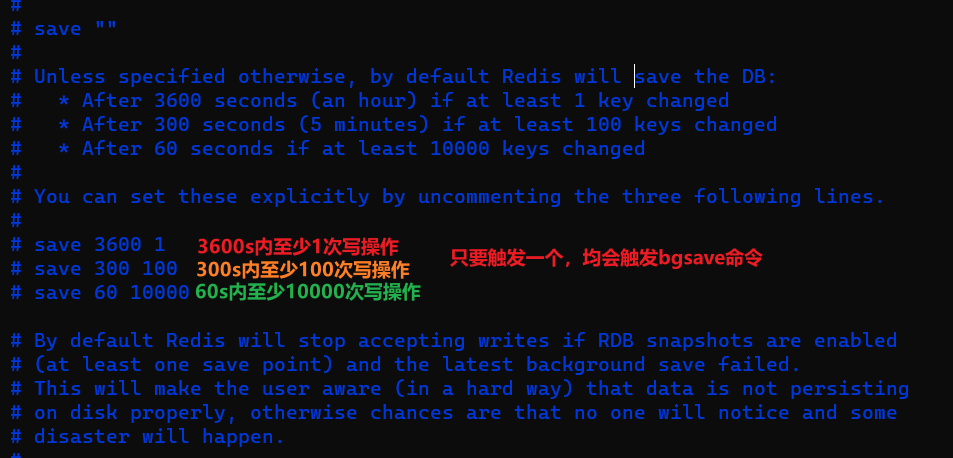 #
# save ""
#
# Unless specified otherwise, by default Redis will save the DB:
#   * After 3600 seconds (an hour) if at least 1 key changed
#   * After 300 seconds (5 minutes) if at least 100 keys changed
#   * After 60 seconds if at least 10000 keys changed
#
# You can set these explicitly by uncommenting the three following lines.
#
# save 3600 1 3600s内至少1次写操作
# save 300 100 300s内至少100次写操作 只要触发一个，均会触发bgsave命令
# save 60 10000 60s内至少10000次写操作

# By default Redis will stop accepting writes if RDB snapshots are enabled
# (at least one save point) and the latest background save failed.
# This will make the user aware (in a hard way) that data is not persisting
# on disk properly, otherwise chances are that no one will notice and some
# disaster will happen.
#